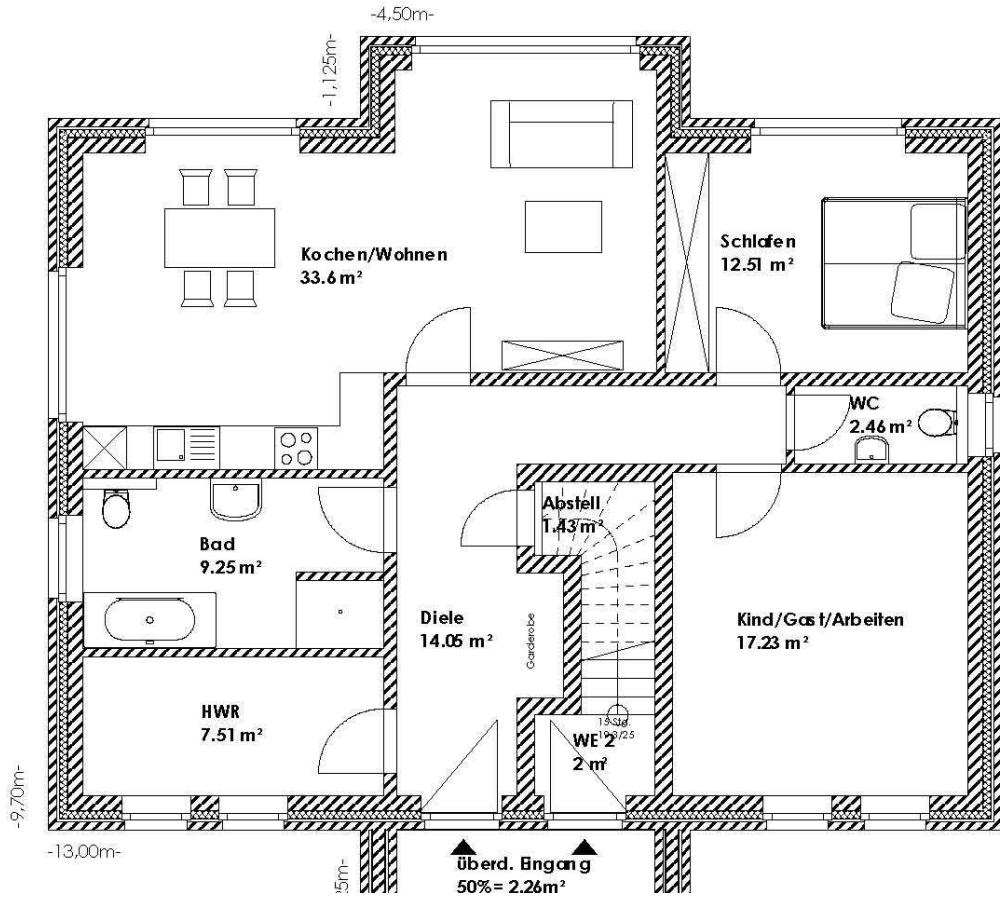 -4,50m-
-1,125m-
Kochen/Wohnen
33.6 m²
Schlafen
12.51 m²
WC
2.46 m²
Abstell
1.43 m²
Bad
9.25 m²
Diele
14.05 m²
Garderobe
Kind/Gast/Arbeiten
17.23 m²
HWR
7.51 m²
15 Stg.
WE 2
2 m²
-9,70m-
-13,00m-
überd. Eingang
50%= 2.26m²